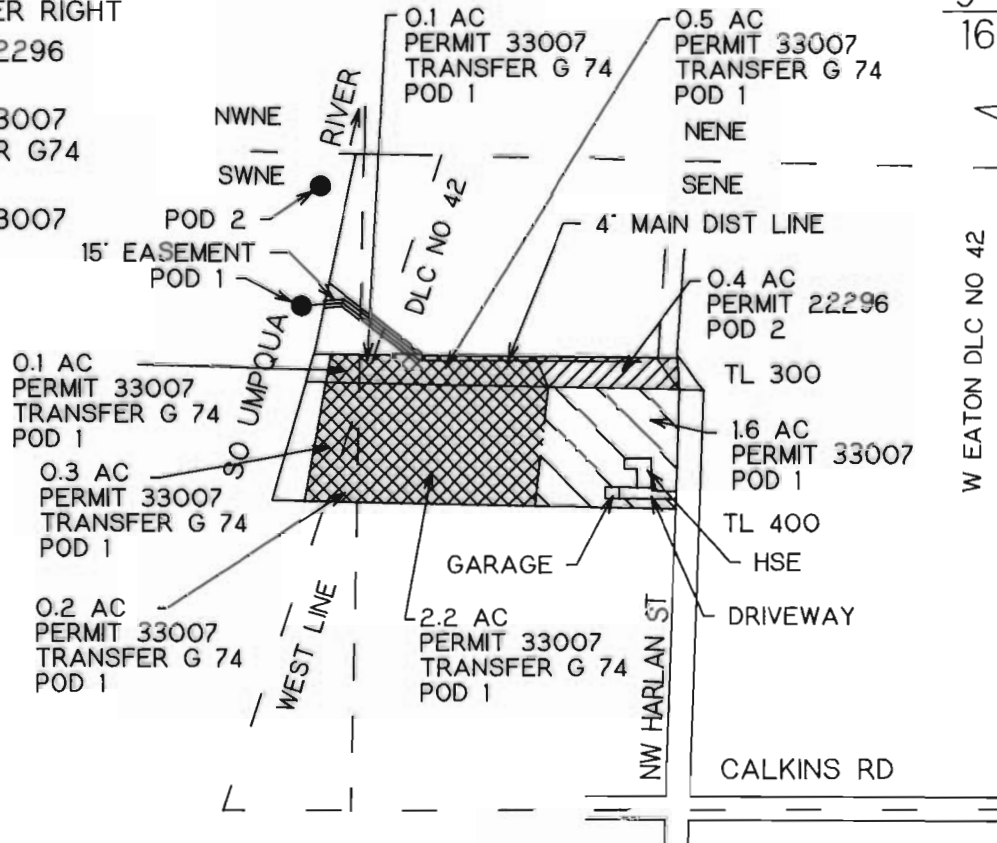 ER RIGHT
2296
3007
R G74
3007
0.1 AC
PERMIT 33007
TRANSFER G 74
POD 1
0.5 AC
PERMIT 33007
TRANSFER G 74
POD 1
16
NWNE
SWNE
RIVER
NENE
SENE
POD 2
DLC NO 42
15' EASEMENT
POD 1
4" MAIN DIST LINE
0.4 AC
PERMIT 22296
POD 2
W EATON DLC NO 42
SO UMPQUA
0.1 AC
PERMIT 33007
TRANSFER G 74
POD 1
TL 300
1.6 AC
PERMIT 33007
POD 1
0.3 AC
PERMIT 33007
TRANSFER G 74
POD 1
TL 400
GARAGE
HSE
DRIVEWAY
0.2 AC
PERMIT 33007
TRANSFER G 74
POD 1
WEST LINE
2.2 AC
PERMIT 33007
TRANSFER G 74
POD 1
NW HARLAN ST
CALKINS RD